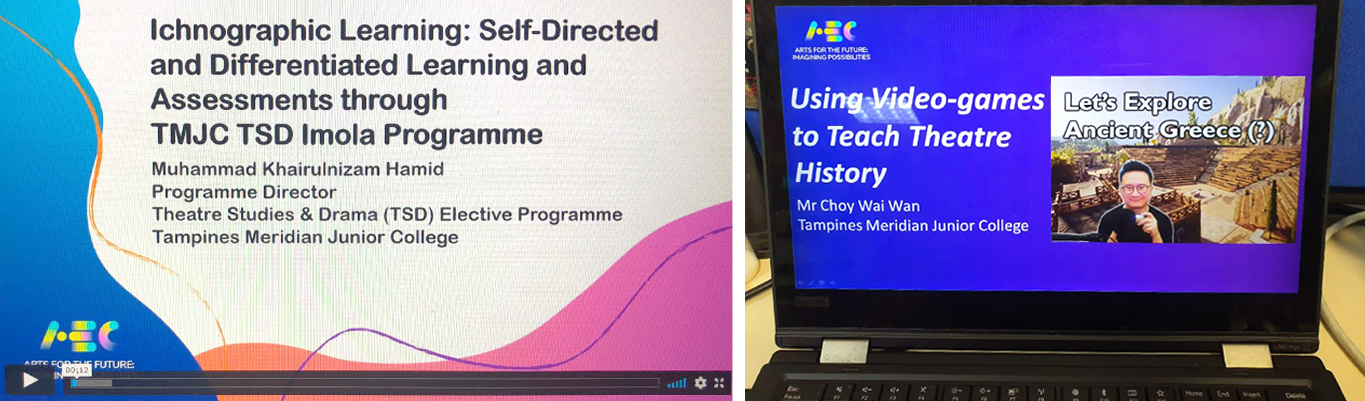 Ichnographic Learning: Self-Directed
and Differentiated Learning and
Assessments through
TMJC TSD Imola Programme
Muhammad Khairulnizam Hamid
Programme Director
Theatre Studies & Drama (TSD) Elective Programme
Tampines Meridian Junior College
AEC
ARTS FOR THE FUTURE:
00:12
AEC
ARTS FOR THE FUTURE:
IMAGINING POSSIBILITIES
Using Video-games
to Teach Theatre
History
Mr Choy Wai Wan
Tampines Meridian Junior College
Let's Explore
Ancient Greece (?)
Esc
Home
End
Insert
Delete